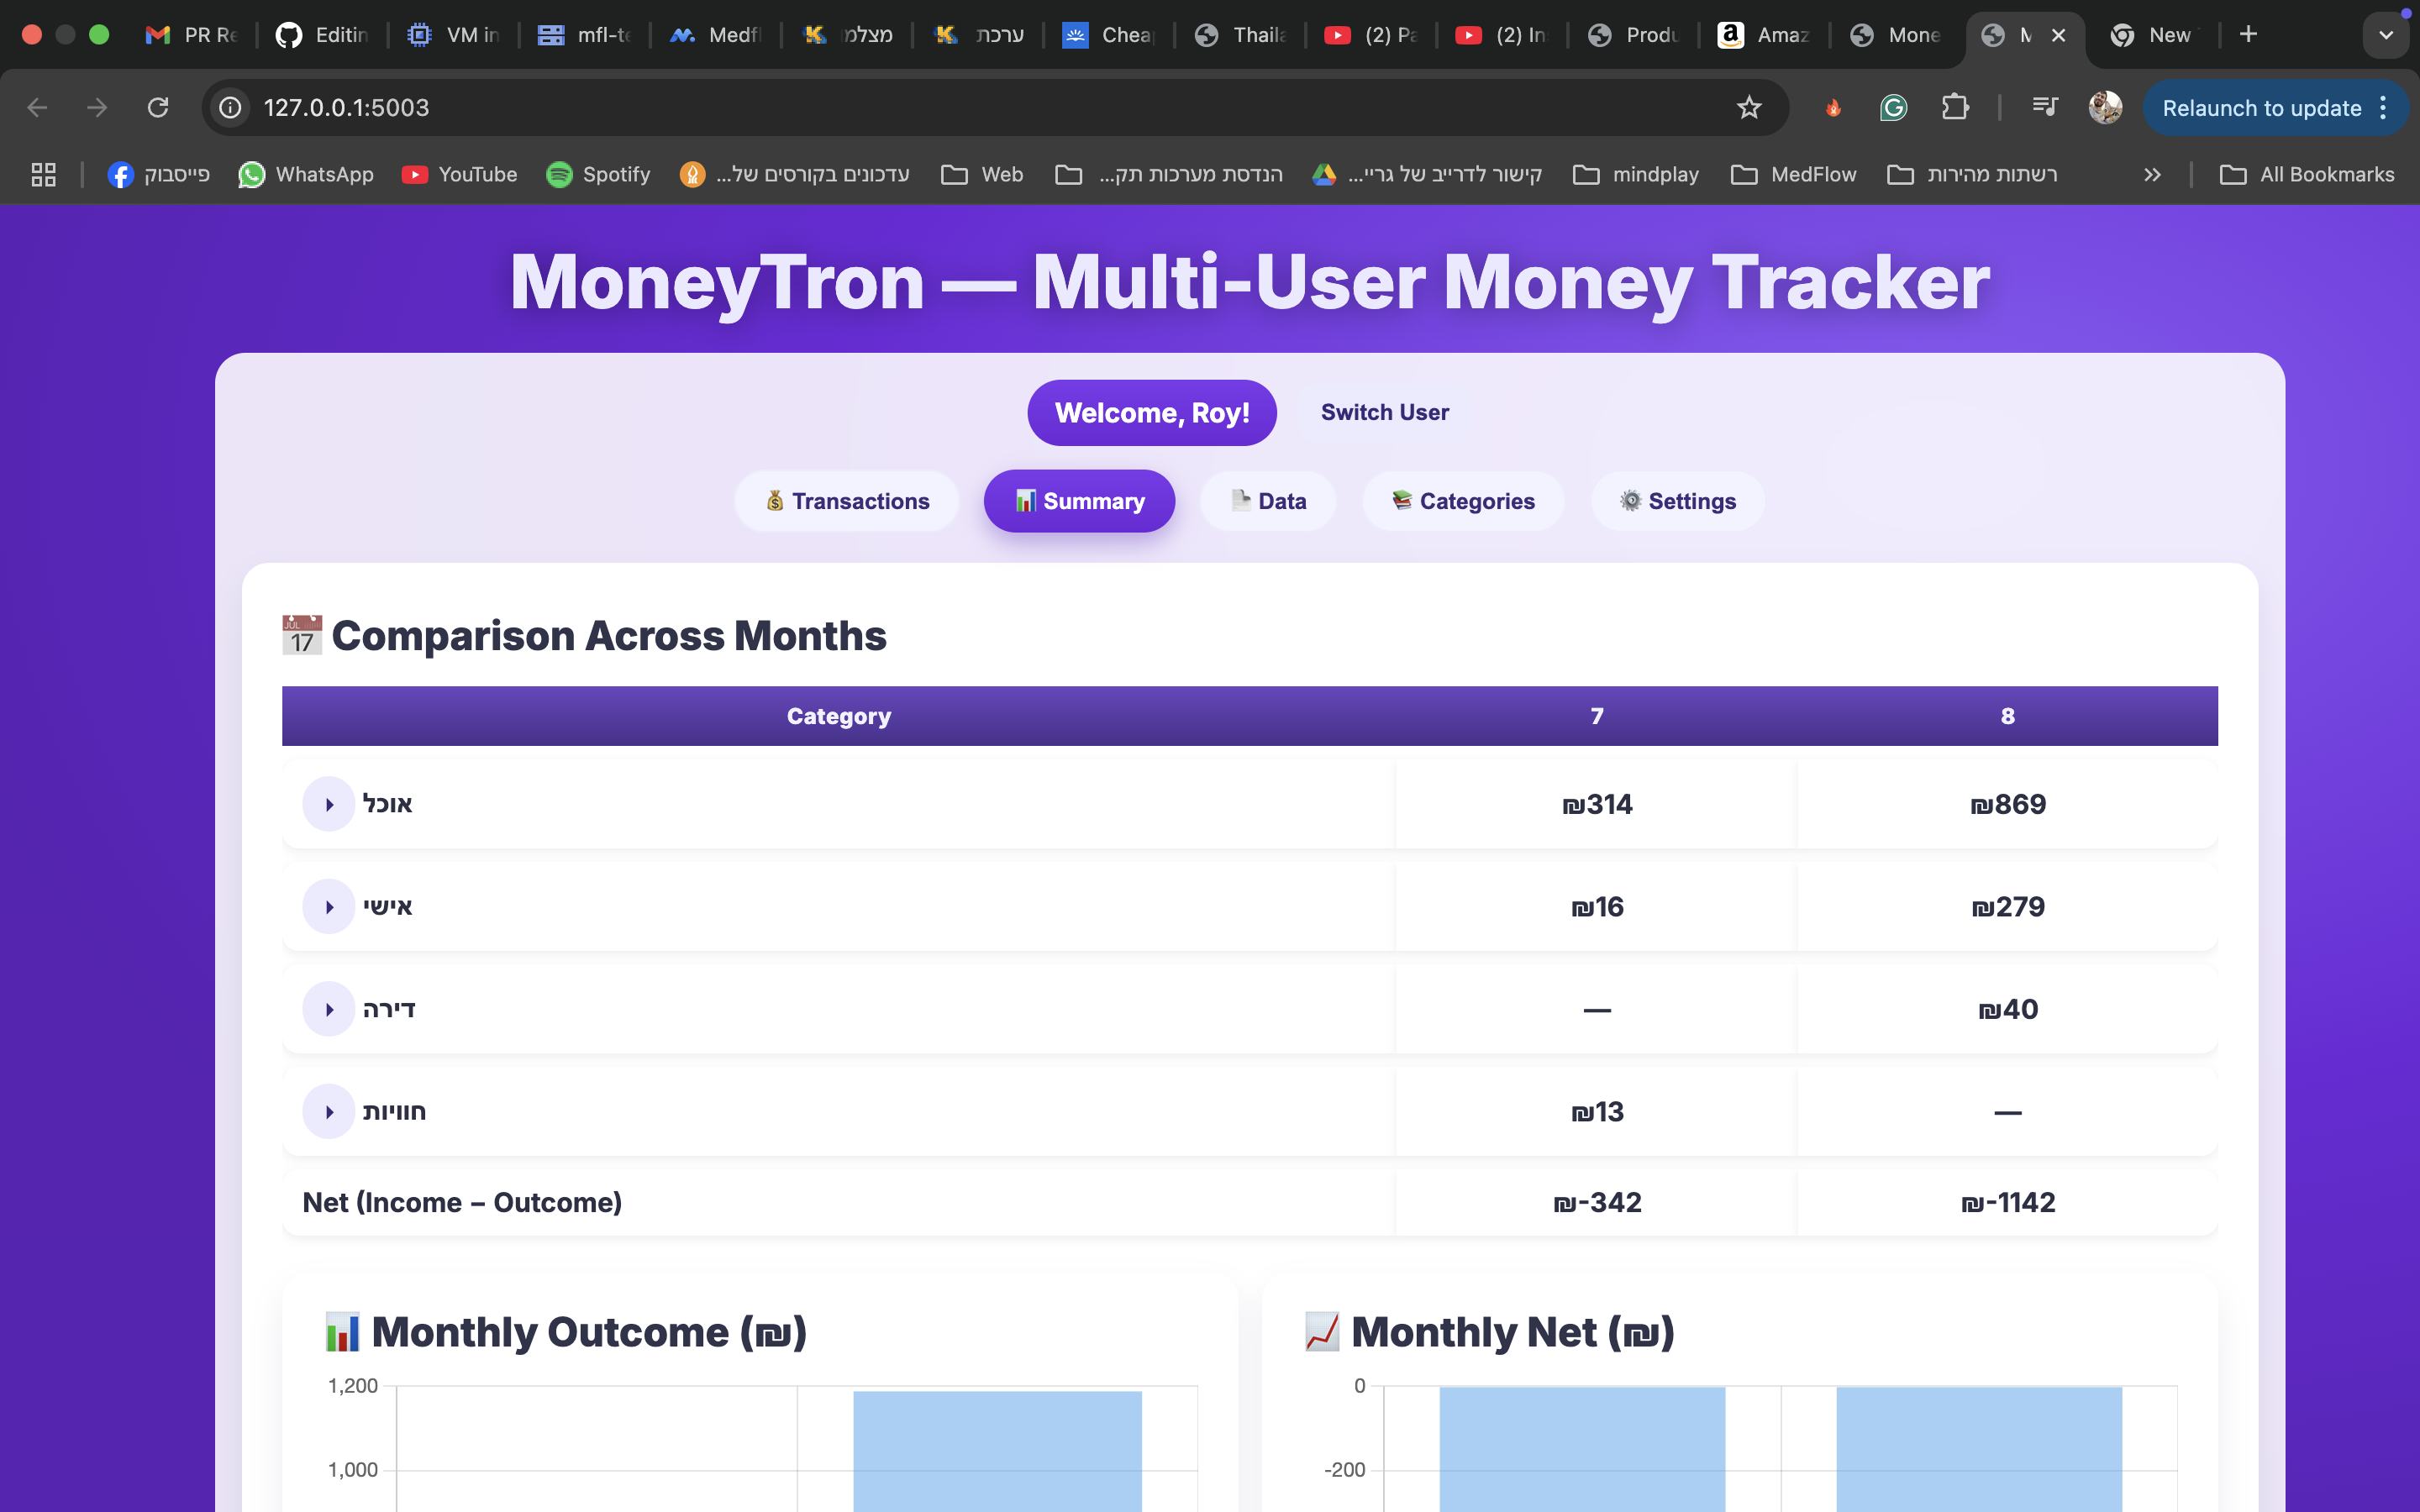 PR Re
Editin
VM in
mfl-te
Medfl
מצלמ
ערכת
Chea
Thaila
(2) Pa
(2) In
Produ
Amaz
Mone
New
127.0.0.1:5003
Relaunch to update
פייסבוק
WhatsApp
YouTube
Spotify
עדכונים בקורסים של...
Web
הנדסת מערכות תק...
קישור לדרייב של גריי...
mindplay
MedFlow
רשתות מהירות
All Bookmarks
MoneyTron — Multi-User Money Tracker
Welcome, Roy!
Switch User
Transactions
Summary
Data
Categories
Settings
JUL 17 Comparison Across Months
Category 7 8
אוכל ₪314 ₪869
אישי ₪16 ₪279
דירה — ₪40
חוויות ₪13 —
Net (Income – Outcome) ₪-342 ₪-1142
Monthly Outcome (₪)
1,200
1,000
Monthly Net (₪)
0
-200